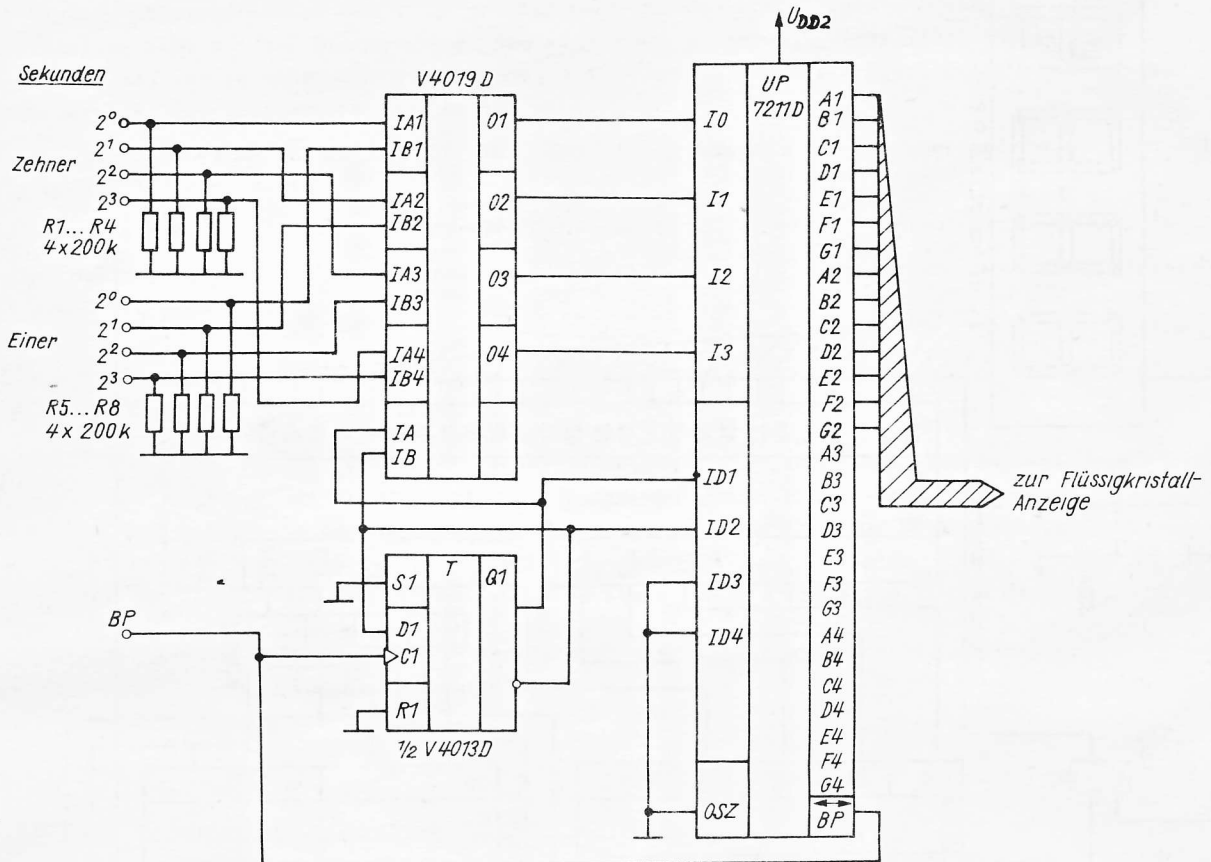 Sekunden
2⁰
2¹
Zehner
2²
2³
R1... R4
4x200k
2⁰
2¹
Einer
2²
2³
R5... R8
4x 200k
BP
V4019 D
IA1
IB1
IA2
IB2
IA3
IB3
IA4
IB4
IA
IB
O1
O2
O3
O4
S1
T
Q1
D1
C1
R1
1/2 V4013D
UDD2
UP
7211D
I0
I1
I2
I3
ID1
ID2
ID3
ID4
OSZ
A1
B1
C1
D1
E1
F1
G1
A2
B2
C2
D2
E2
F2
G2
A3
B3
C3
D3
E3
F3
G3
A4
B4
C4
D4
E4
F4
G4
BP
zur Flüssigkristall-
Anzeige